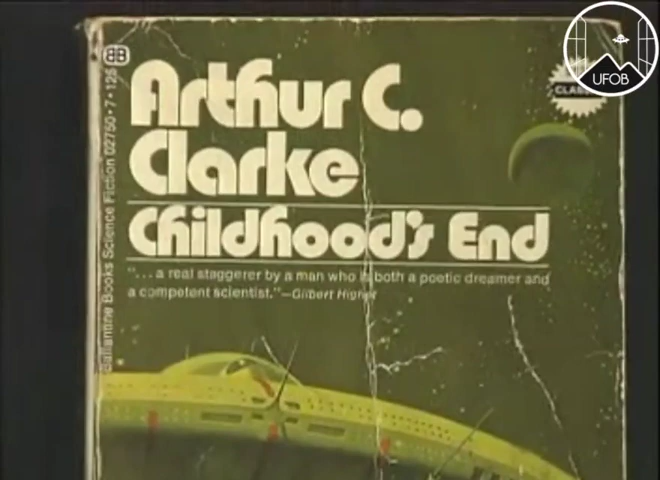 UFOB
CLASSIC
BB
Ballantine Books Science Fiction 02750•7•125
Arthur C.
Clarke
Childhood's End
"... a real staggerer by a man who is both a poetic dreamer and
a competent scientist."—Gilbert Highet